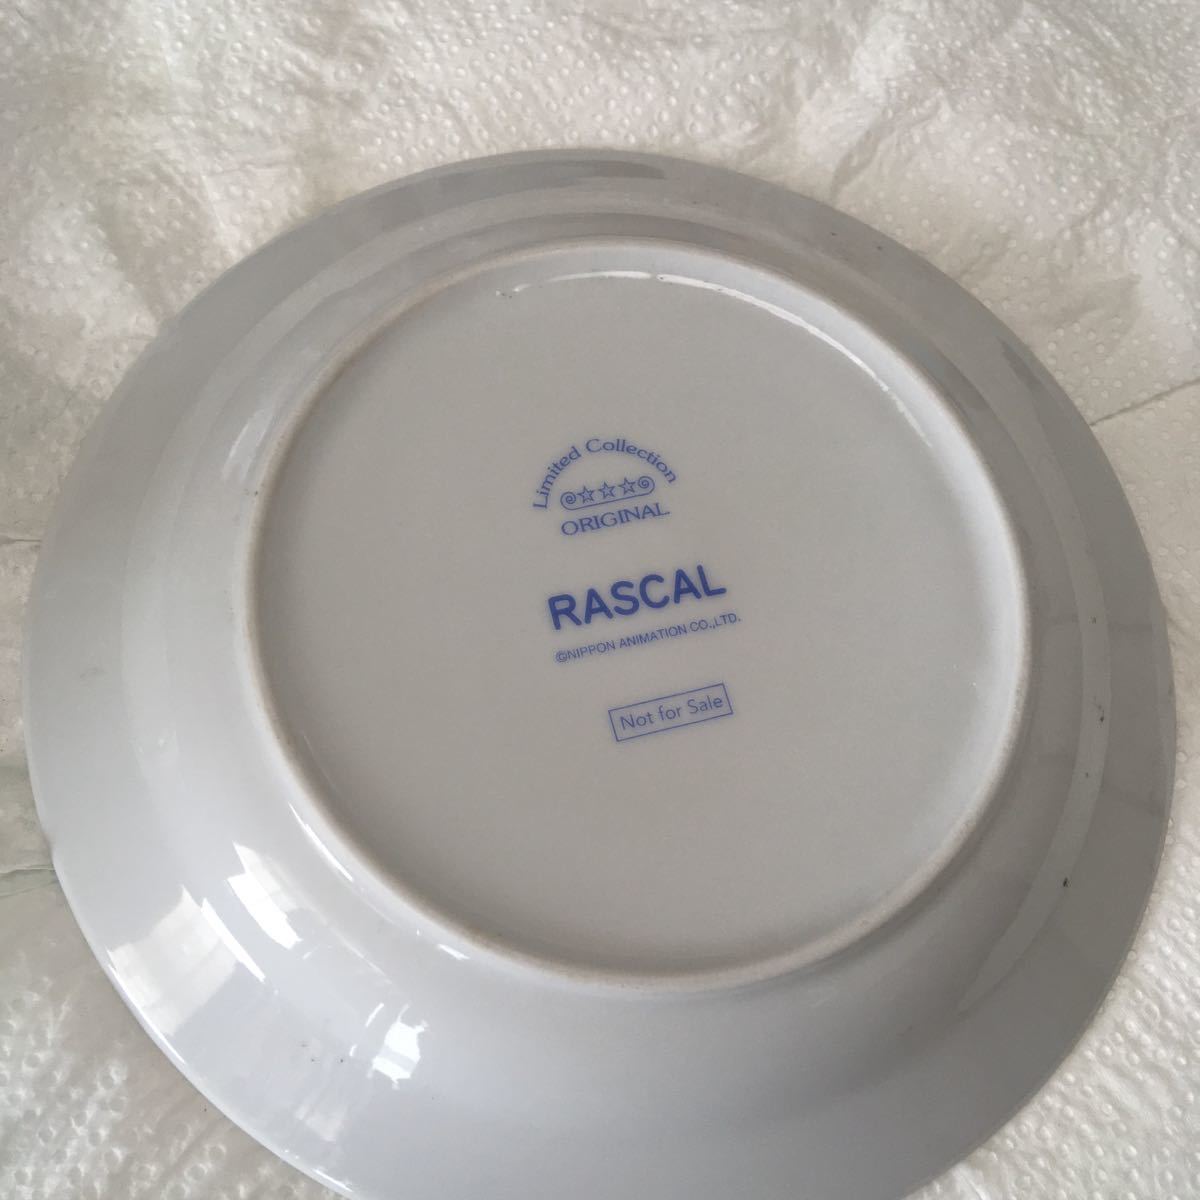 Limited Collection
☆☆☆
ORIGINAL
RASCAL
©NIPPON ANIMATION CO.,LTD.
Not for Sale